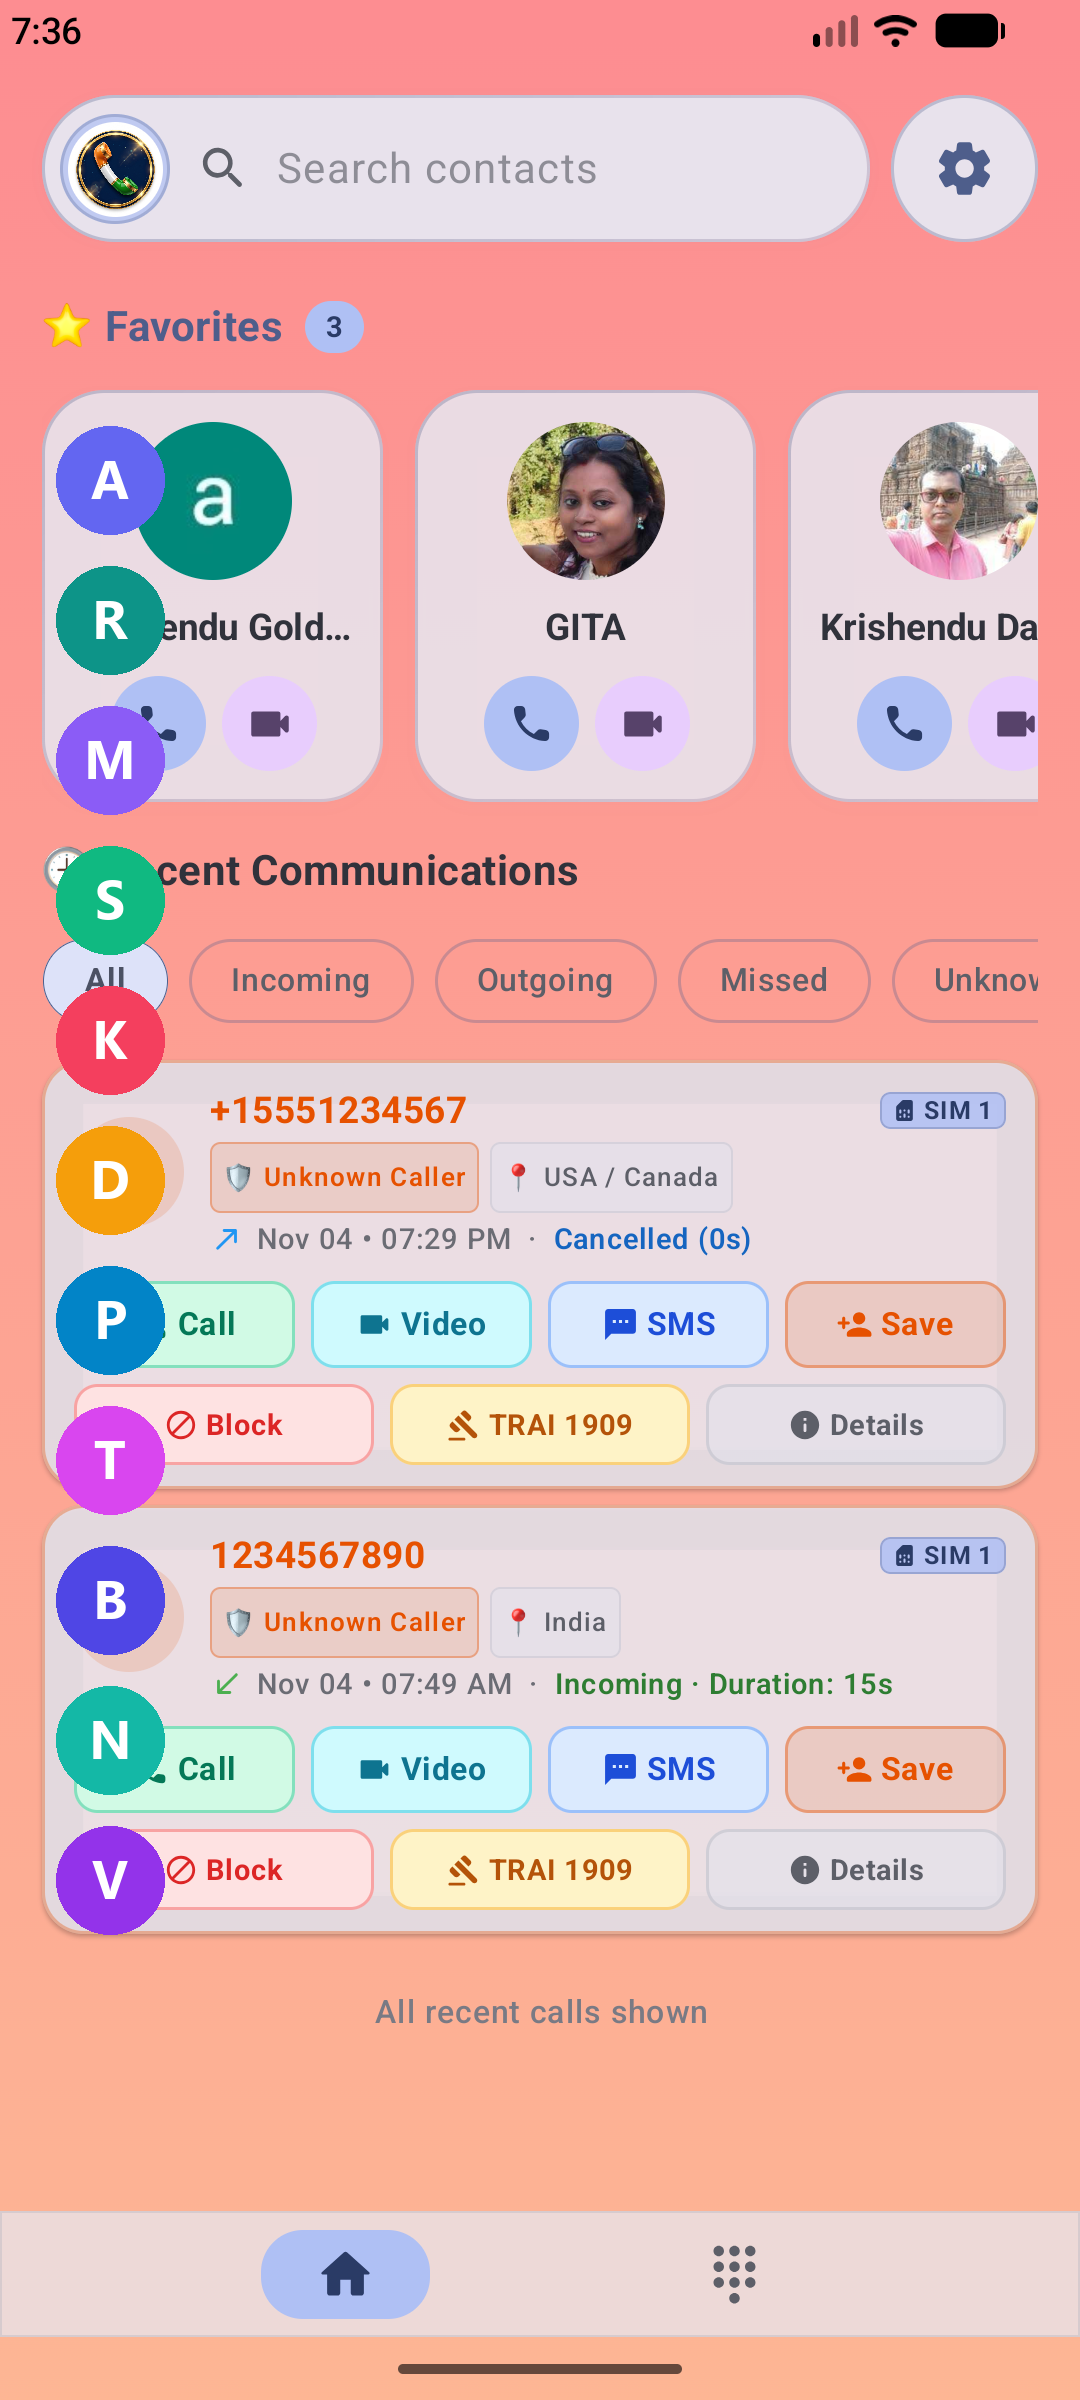 7:36
Search contacts
Favorites 3
A
a
R
endu Gold...
GITA
Krishendu Da
M
S
cent Communications
All
Incoming
Outgoing
Missed
Unknow
K
+15551234567
SIM 1
D
Unknown Caller
USA / Canada
Nov 04 • 07:29 PM · Cancelled (0s)
P
Call
Video
SMS
Save
T
Block
TRAI 1909
Details
1234567890
SIM 1
B
Unknown Caller
India
Nov 04 • 07:49 AM · Incoming · Duration: 15s
N
Call
Video
SMS
Save
V
Block
TRAI 1909
Details
All recent calls shown